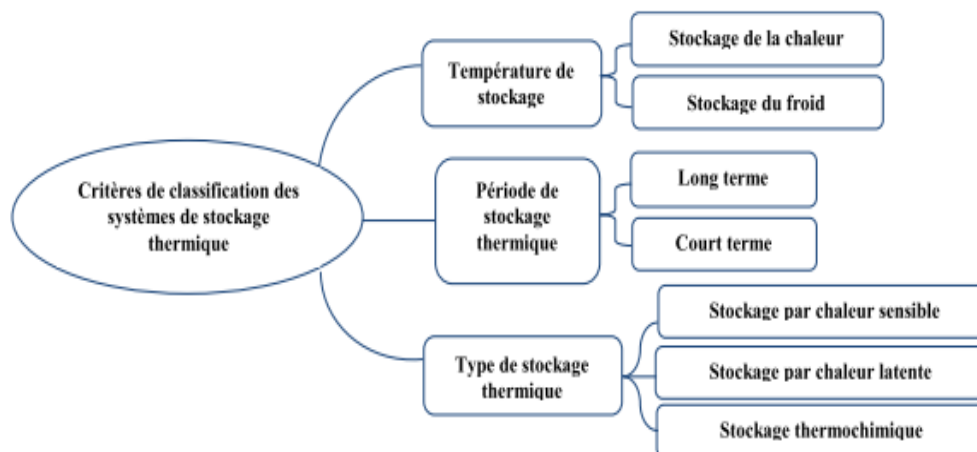 Critères de classification des
systèmes de stockage
thermique
Température de
stockage
Stockage de la chaleur
Stockage du froid
Période de
stockage
thermique
Long terme
Court terme
Type de stockage
thermique
Stockage par chaleur sensible
Stockage par chaleur latente
Stockage thermochimique